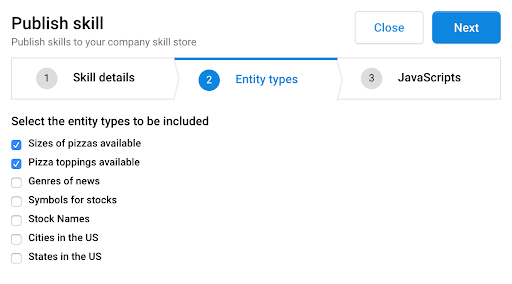 Publish skill
Publish skills to your company skill store
Close
Next
1 Skill details
2 Entity types
3 JavaScripts
Select the entity types to be included
Sizes of pizzas available
Pizza toppings available
Genres of news
Symbols for stocks
Stock Names
Cities in the US
States in the US